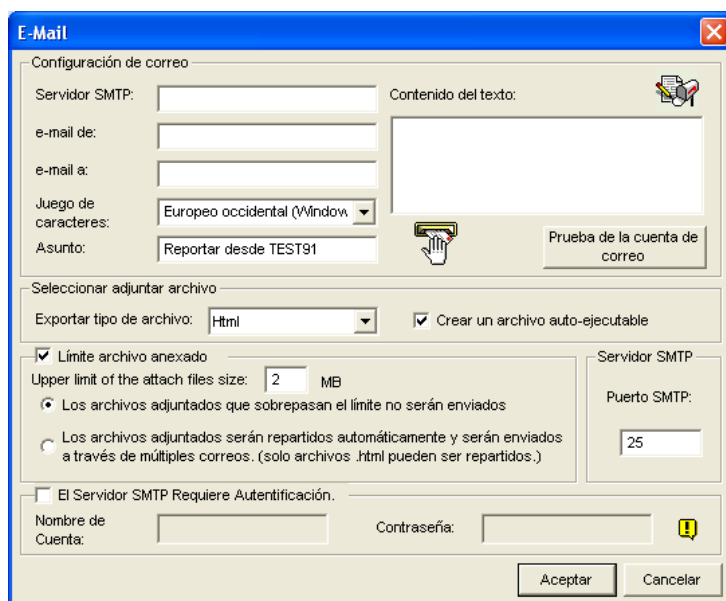 E-Mail
Configuración de correo
Servidor SMTP:
Contenido del texto:
e-mail de:
e-mail a:
Juego de
caracteres:
Europeo occidental (Window
Asunto:
Reportar desde TEST91
Prueba de la cuenta de
correo
Seleccionar adjuntar archivo
Exportar tipo de archivo:
Html
Crear un archivo auto-ejecutable
Límite archivo anexado
Upper limit of the attach files size:
2
MB
Los archivos adjuntados que sobrepasan el límite no serán enviados
Los archivos adjuntados serán repartidos automáticamente y serán enviados
a través de múltiples correos. (solo archivos .html pueden ser repartidos.)
Servidor SMTP
Puerto SMTP:
25
El Servidor SMTP Requiere Autentificación.
Nombre de
Cuenta:
Contraseña:
Aceptar
Cancelar